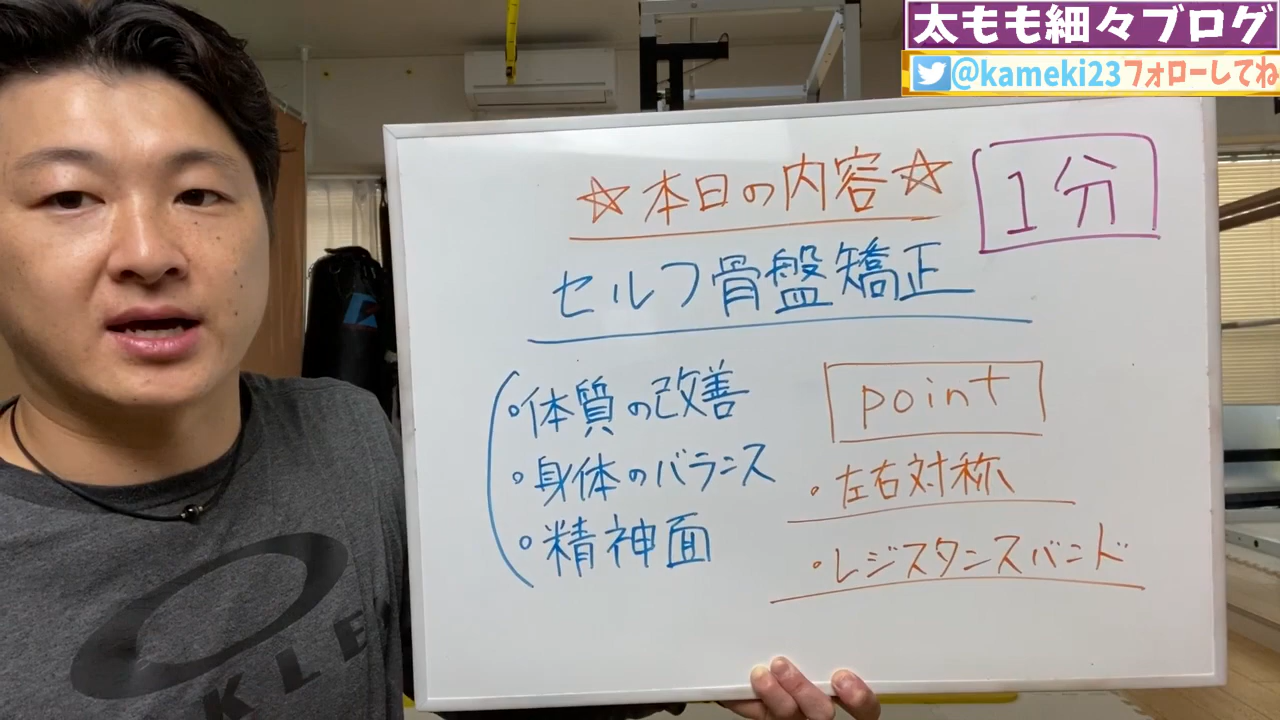 太もも細々ブログ
@kameki23フォローしてね
☆本日の内容☆
1分
セルフ骨盤矯正
・体質の改善
・身体のバランス
・精神面
point
・左右対称
・レジスタンスバンド
KLE